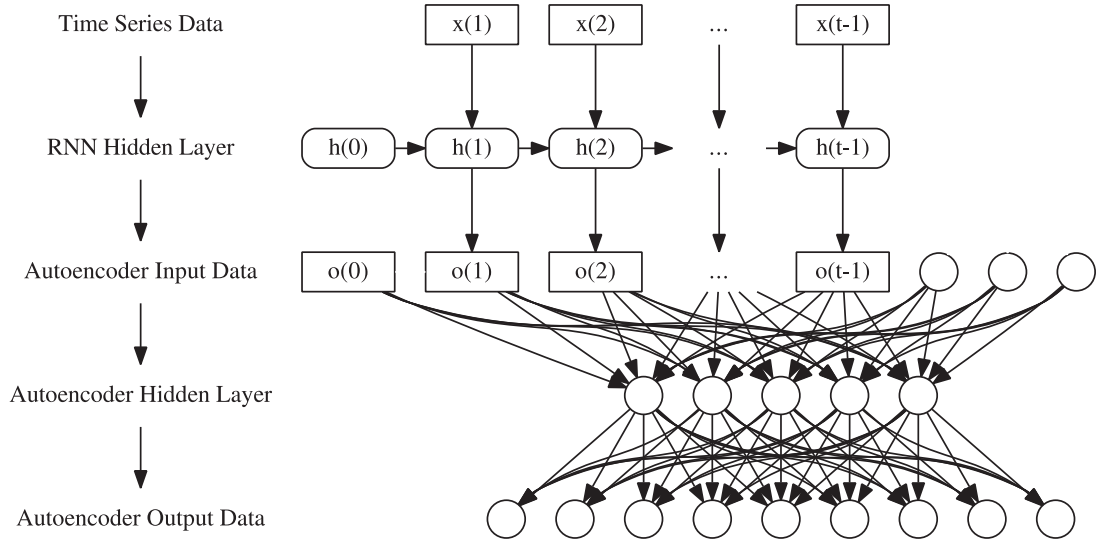 Time Series Data x(1) x(2) ... x(t-1)
RNN Hidden Layer h(0) h(1) h(2) ... h(t-1)
Autoencoder Input Data o(0) o(1) o(2) ... o(t-1)
Autoencoder Hidden Layer
Autoencoder Output Data